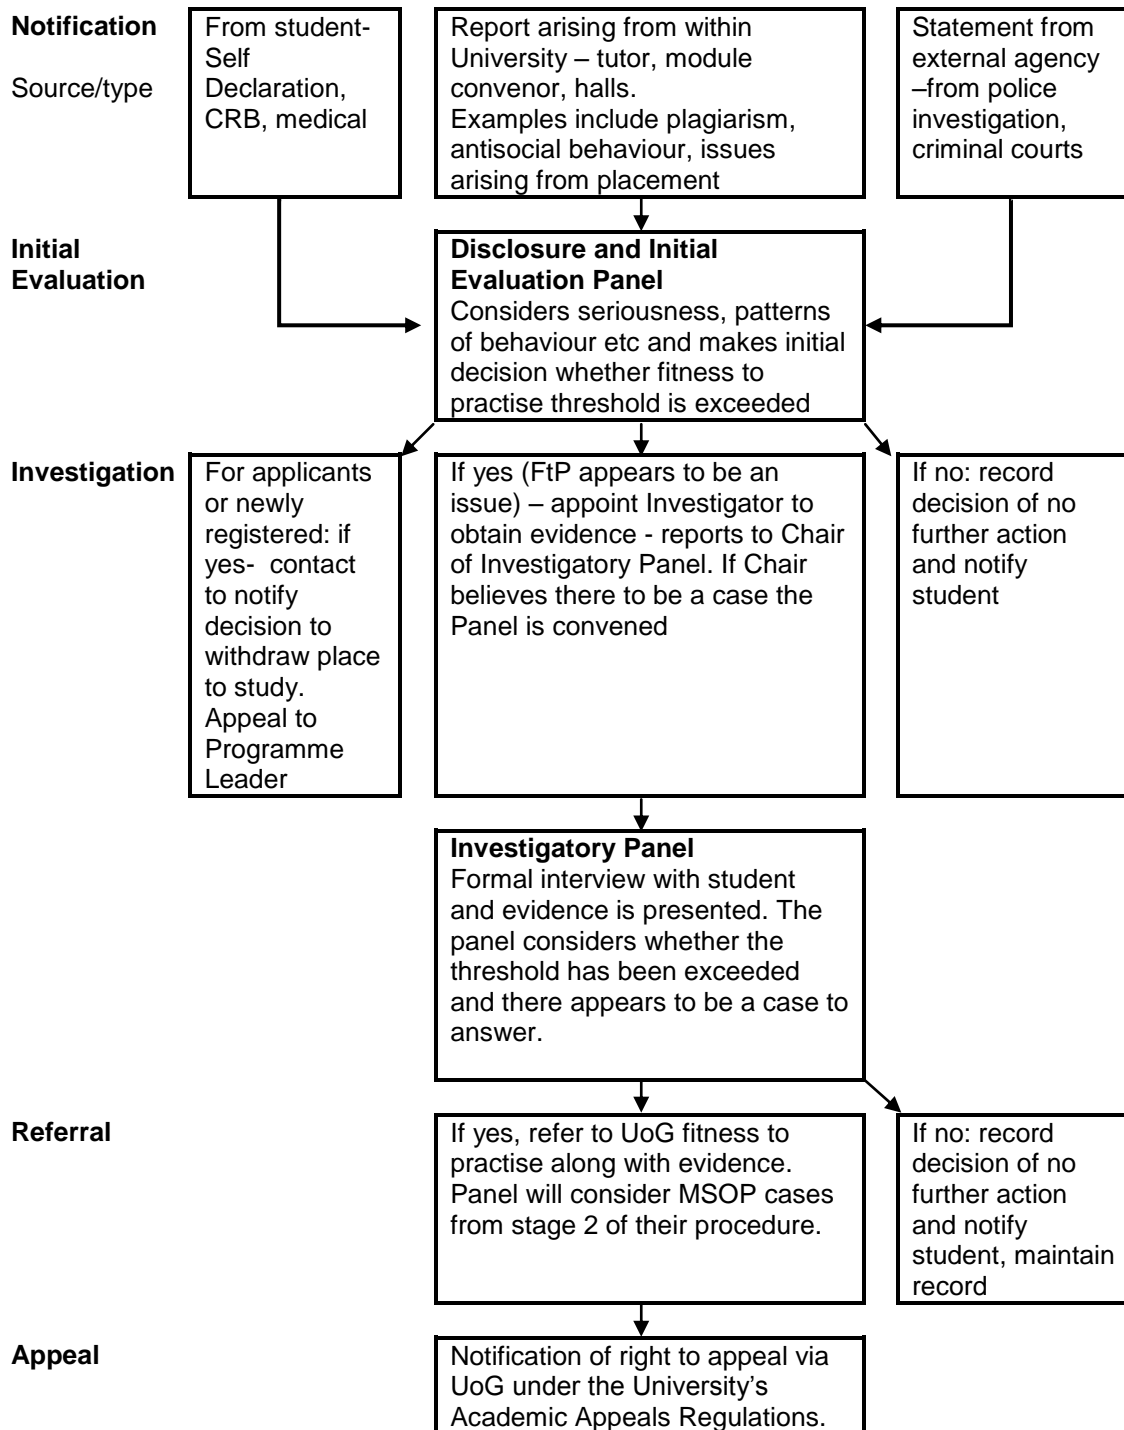 Notification
Source/type
From student-
Self
Declaration,
CRB, medical
Report arising from within
University – tutor, module
convenor, halls.
Examples include plagiarism,
antisocial behaviour, issues
arising from placement
Statement from
external agency
–from police
investigation,
criminal courts
Initial
Evaluation
Disclosure and Initial
Evaluation Panel
Considers seriousness, patterns
of behaviour etc and makes initial
decision whether fitness to
practise threshold is exceeded
Investigation
For applicants
or newly
registered: if
yes-  contact
to notify
decision to
withdraw place
to study.
Appeal to
Programme
Leader
If yes (FtP appears to be an
issue) – appoint Investigator to
obtain evidence - reports to Chair
of Investigatory Panel. If Chair
believes there to be a case the
Panel is convened
If no: record
decision of no
further action
and notify
student
Investigatory Panel
Formal interview with student
and evidence is presented. The
panel considers whether the
threshold has been exceeded
and there appears to be a case to
answer.
Referral
If yes, refer to UoG fitness to
practise along with evidence.
Panel will consider MSOP cases
from stage 2 of their procedure.
If no: record
decision of no
further action
and notify
student, maintain
record
Appeal
Notification of right to appeal via
UoG under the University’s
Academic Appeals Regulations.